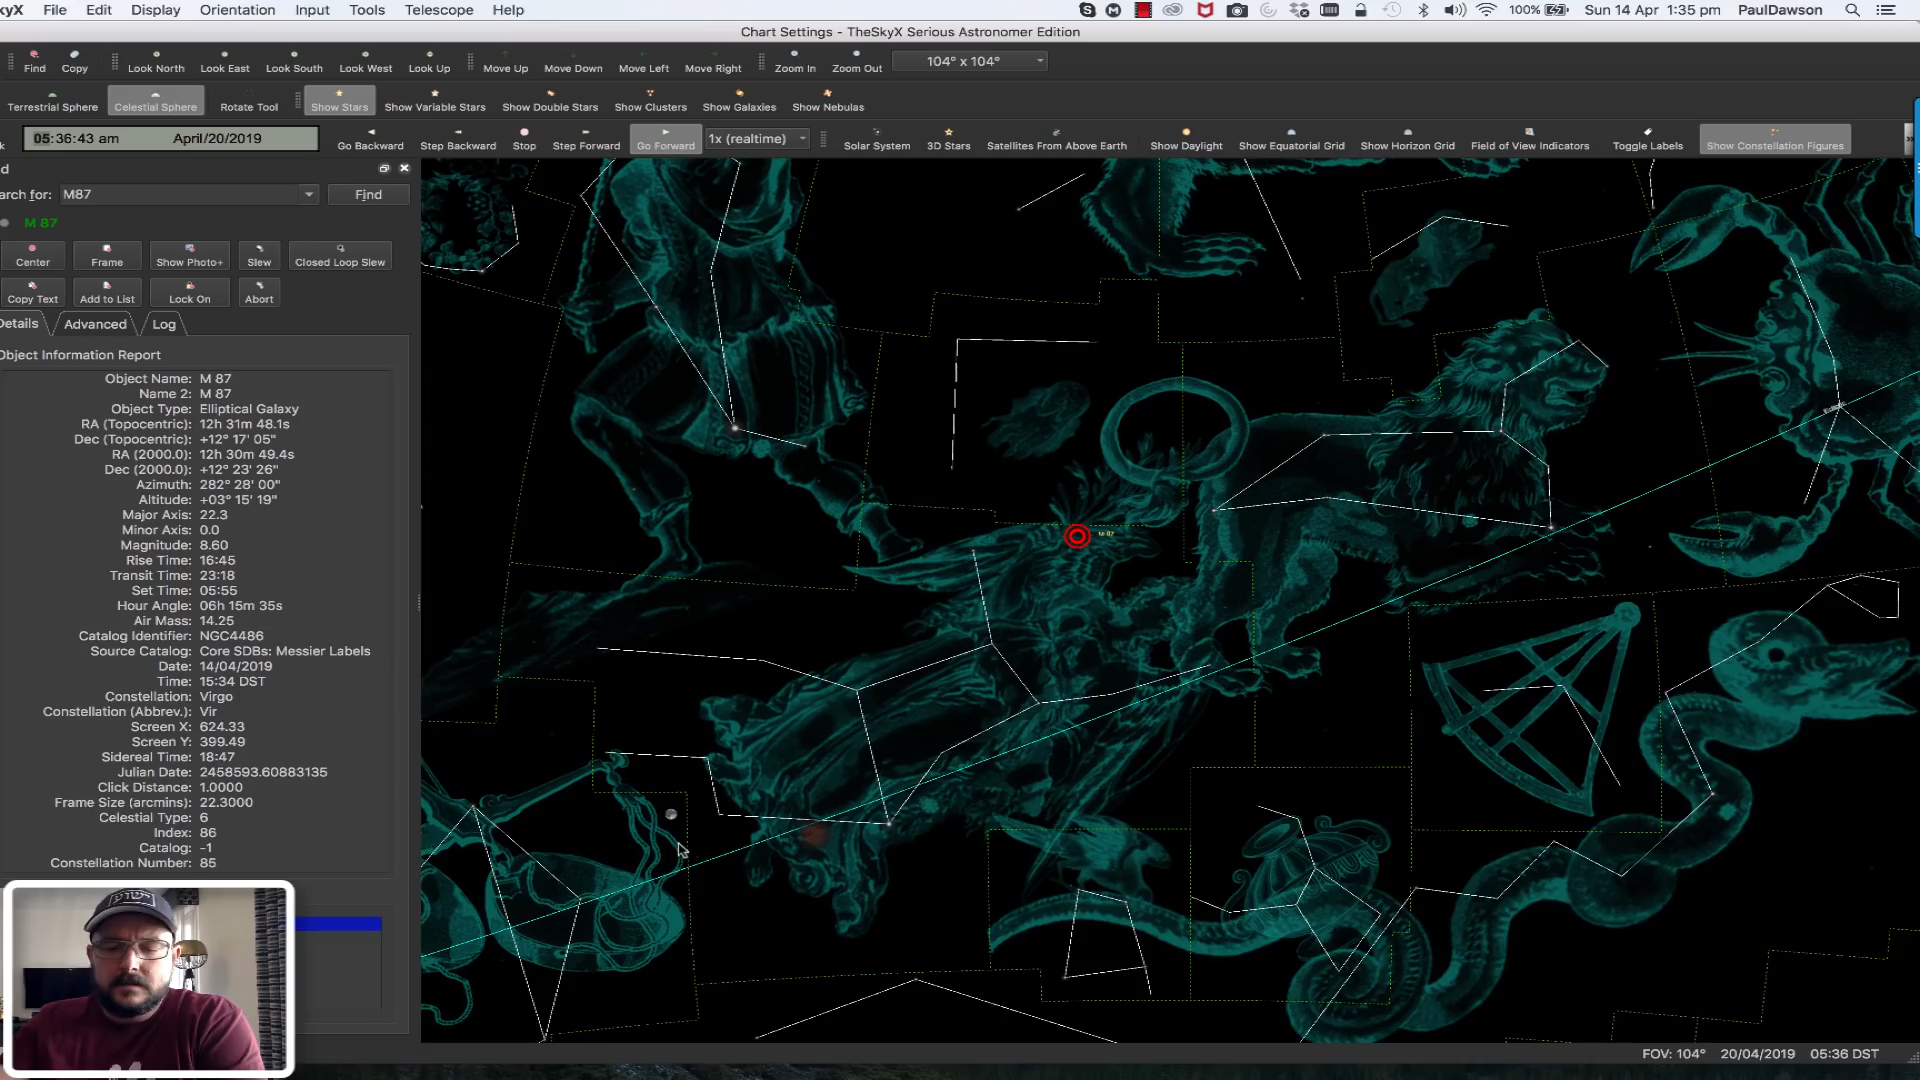 kyX File Edit Display Orientation Input Tools Telescope Help 100% Sun 14 Apr 1:35 pm PaulDawson
Chart Settings - TheSkyX Serious Astronomer Edition
Find Copy Look North Look East Look South Look West Look Up Move Up Move Down Move Left Move Right Zoom In Zoom Out 104° x 104°
Terrestrial Sphere Celestial Sphere Rotate Tool Show Stars Show Variable Stars Show Double Stars Show Clusters Show Galaxies Show Nebulas
k 05:36:43 am April/20/2019 Go Backward Step Backward Stop Step Forward Go Forward 1x (realtime) Solar System 3D Stars Satellites From Above Earth Show Daylight Show Equatorial Grid Show Horizon Grid Field of View Indicators Toggle Labels Show Constellation Figures
d
arch for: M87 Find
M 87
Center Frame Show Photo+ Slew Closed Loop Slew
Copy Text Add to List Lock On Abort
Details Advanced Log
Object Information Report
Object Name: M 87
Name 2: M 87
Object Type: Elliptical Galaxy
RA (Topocentric): 12h 31m 48.1s
Dec (Topocentric): +12° 17' 05"
RA (2000.0): 12h 30m 49.4s
Dec (2000.0): +12° 23' 26"
Azimuth: 282° 28' 00"
Altitude: +03° 15' 19"
Major Axis: 22.3
Minor Axis: 0.0
Magnitude: 8.60
Rise Time: 16:45
Transit Time: 23:18
Set Time: 05:55
Hour Angle: 06h 15m 35s
Air Mass: 14.25
Catalog Identifier: NGC4486
Source Catalog: Core SDBs: Messier Labels
Date: 14/04/2019
Time: 15:34 DST
Constellation: Virgo
Constellation (Abbrev.): Vir
Screen X: 624.33
Screen Y: 399.49
Sidereal Time: 18:47
Julian Date: 2458593.60883135
Click Distance: 1.0000
Frame Size (arcmins): 22.3000
Celestial Type: 6
Index: 86
Catalog: -1
Constellation Number: 85
M 87
FOV: 104° 20/04/2019 05:36 DST